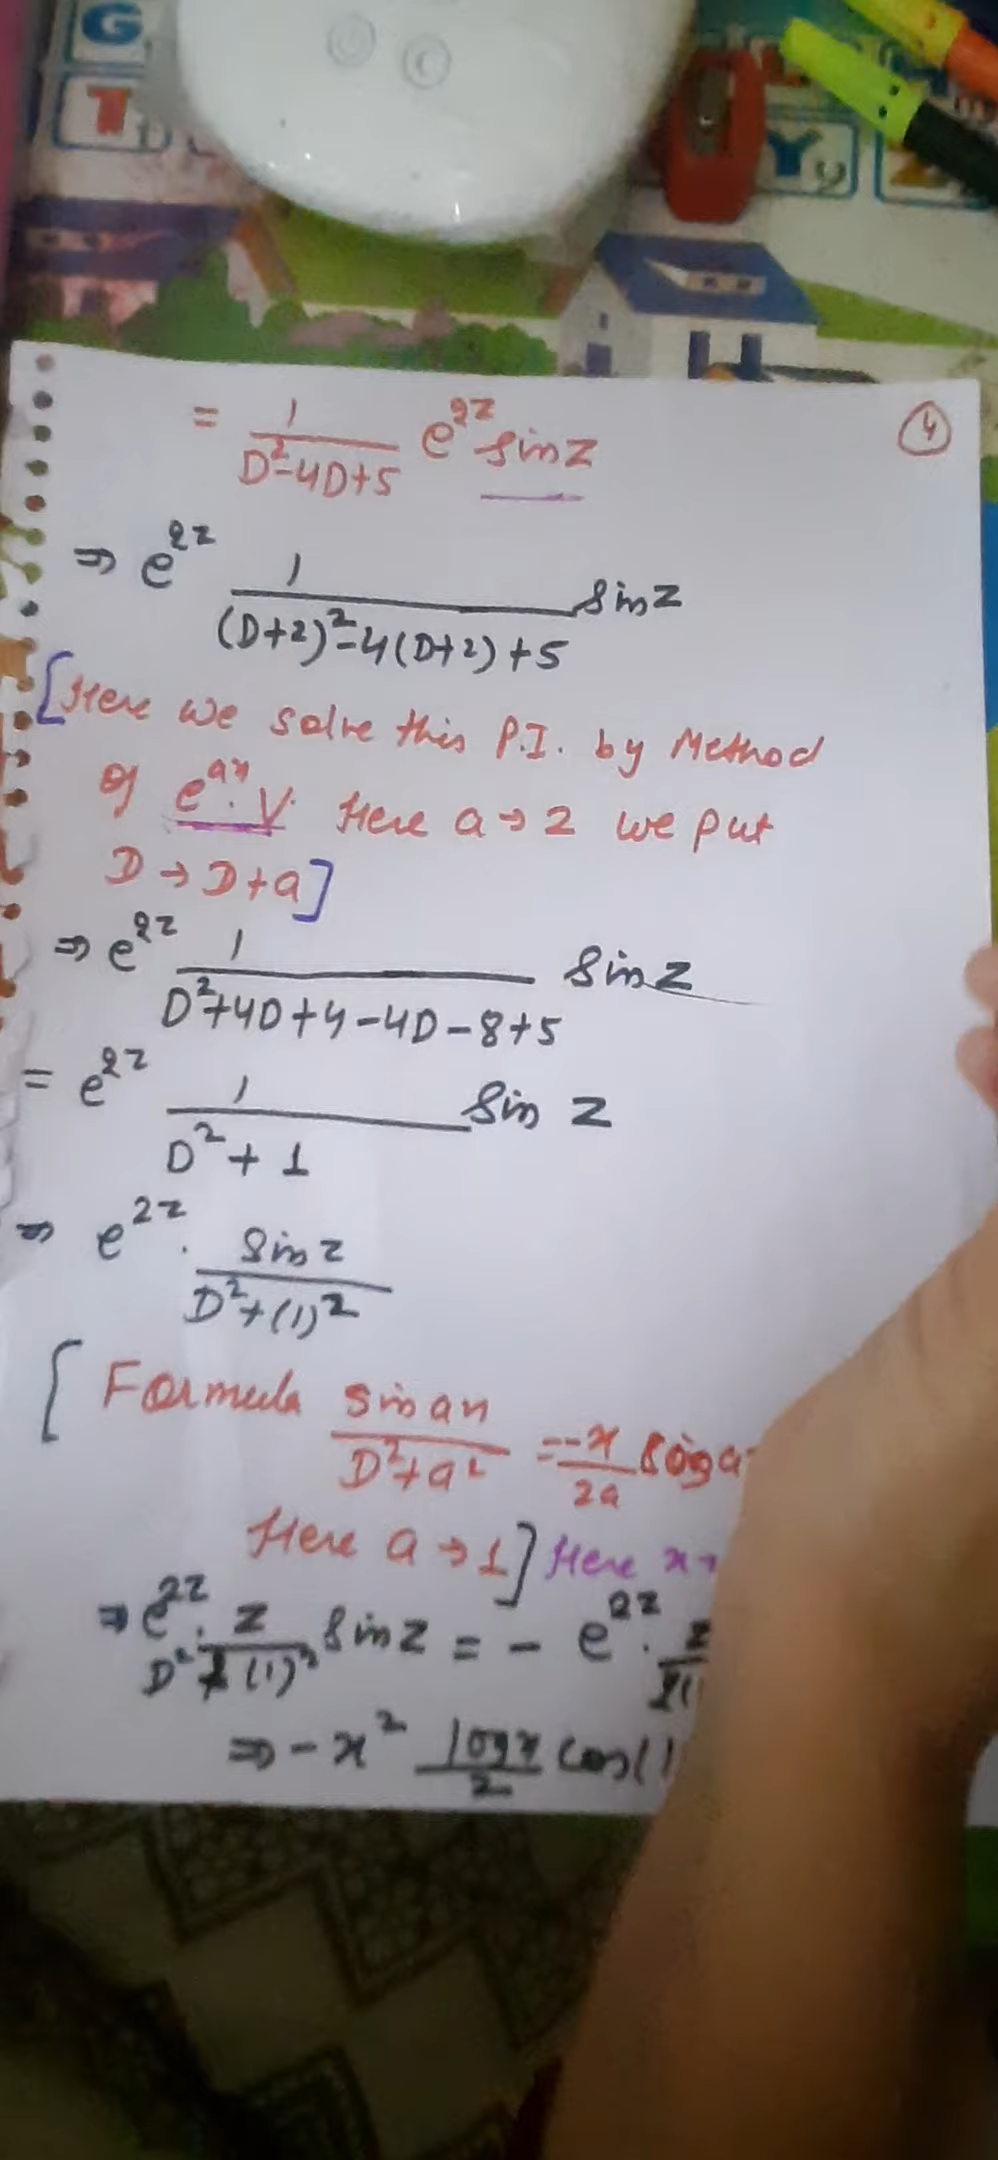 G
T
Y
④
= 1/(D²-4D+5) e^{2z} sinz
⇒ e^{2z} 1/((D+2)²-4(D+2)+5) sinz
[Here we solve this P.I. by Method
of e^{ax}.V. Here a→2 we put
D→D+a]
⇒ e^{2z} 1/(D²+4D+4-4D-8+5) Sinz
= e^{2z} 1/(D²+1) Sin z
⇒ e^{2z}. Sinz/(D²+(1)²)
[Formula sin ax/(D²+a²) = -x/2a
Here a→1] Here x→
⇒ e^{2z}. z/ (1)² Sinz = - e^{2z}. z
⇒ -x² logx/2 cos(